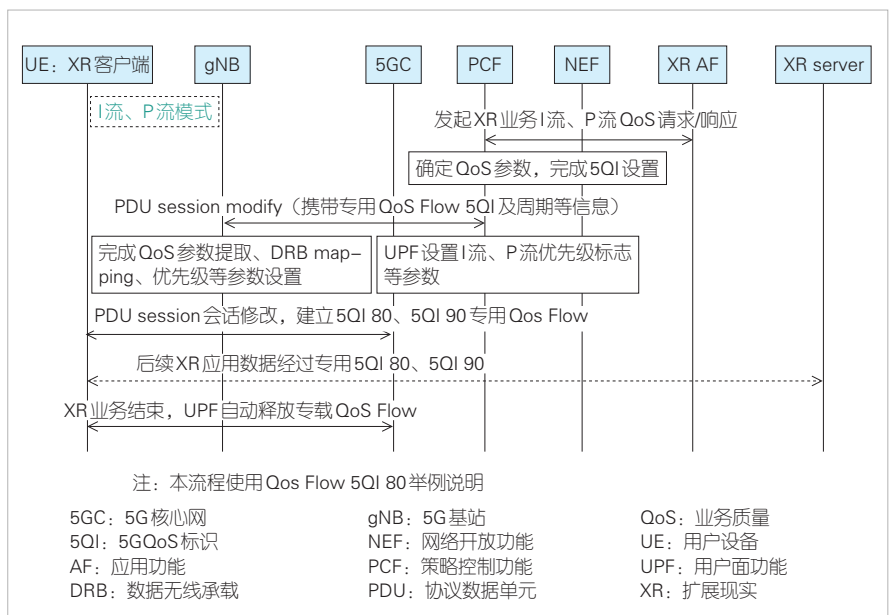 UE：XR客户端 gNB 5GC PCF NEF XR AF XR server
I流、P流模式
发起XR业务I流、P流QoS请求/响应
确定QoS参数，完成5QI设置
PDU session modify（携带专用QoS Flow 5QI及周期等信息）
完成QoS参数提取、DRB map-
ping、优先级等参数设置
UPF设置I流、P流优先级标志
等参数
PDU session会话修改，建立5QI 80、5QI 90专用Qos Flow
后续XR应用数据经过专用5QI 80、5QI 90
XR业务结束，UPF自动释放专载QoS Flow
注：本流程使用Qos Flow 5QI 80举例说明
5GC：5G核心网 gNB：5G基站 QoS：业务质量
5QI：5GQoS标识 NEF：网络开放功能 UE：用户设备
AF：应用功能 PCF：策略控制功能 UPF：用户面功能
DRB：数据无线承载 PDU：协议数据单元 XR：扩展现实